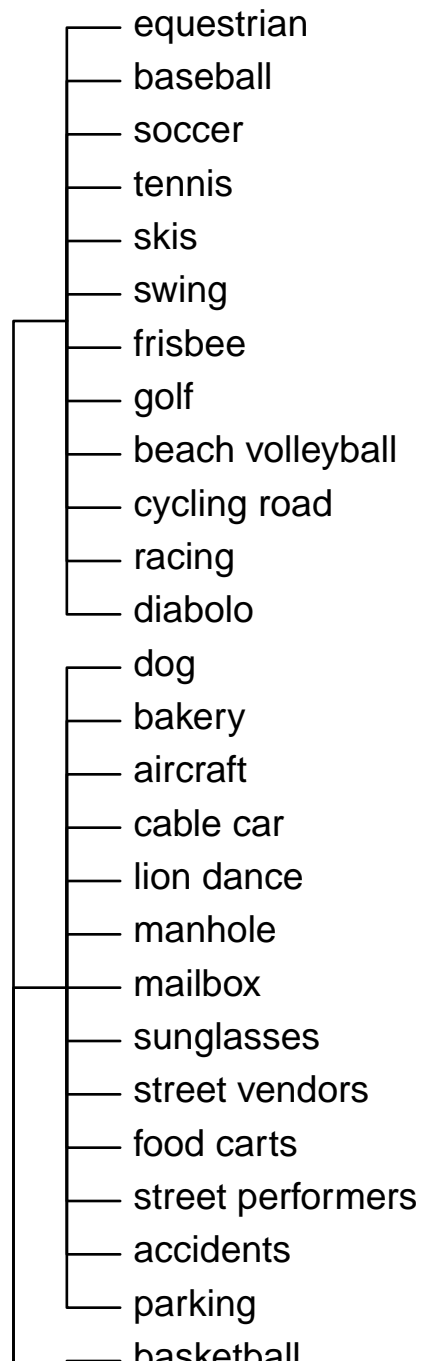 equestrian
baseball
soccer
tennis
skis
swing
frisbee
golf
beach volleyball
cycling road
racing
diabolo
dog
bakery
aircraft
cable car
lion dance
manhole
mailbox
sunglasses
street vendors
food carts
street performers
accidents
parking
basketball